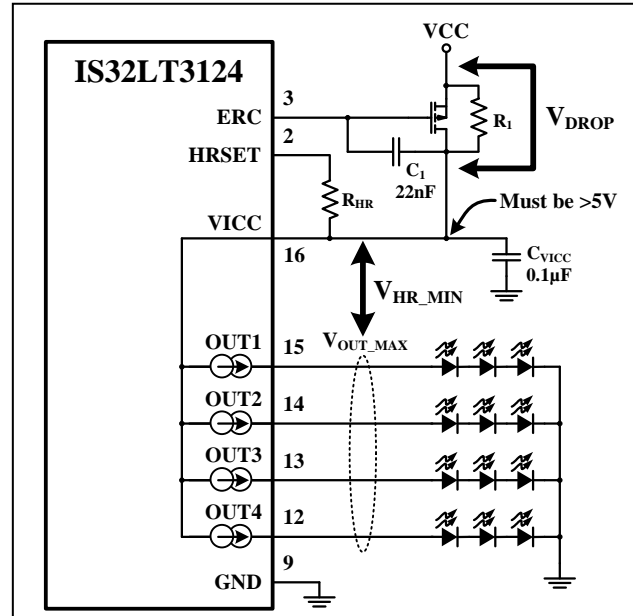 VCC
IS32LT3124
3
ERC
R1
VDROP
2
HRSET
C1
22nF
RHR
Must be >5V
VICC
16
CVICC
0.1µF
VHR_MIN
VOUT_MAX
OUT1
15
OUT2
14
OUT3
13
OUT4
12
9
GND